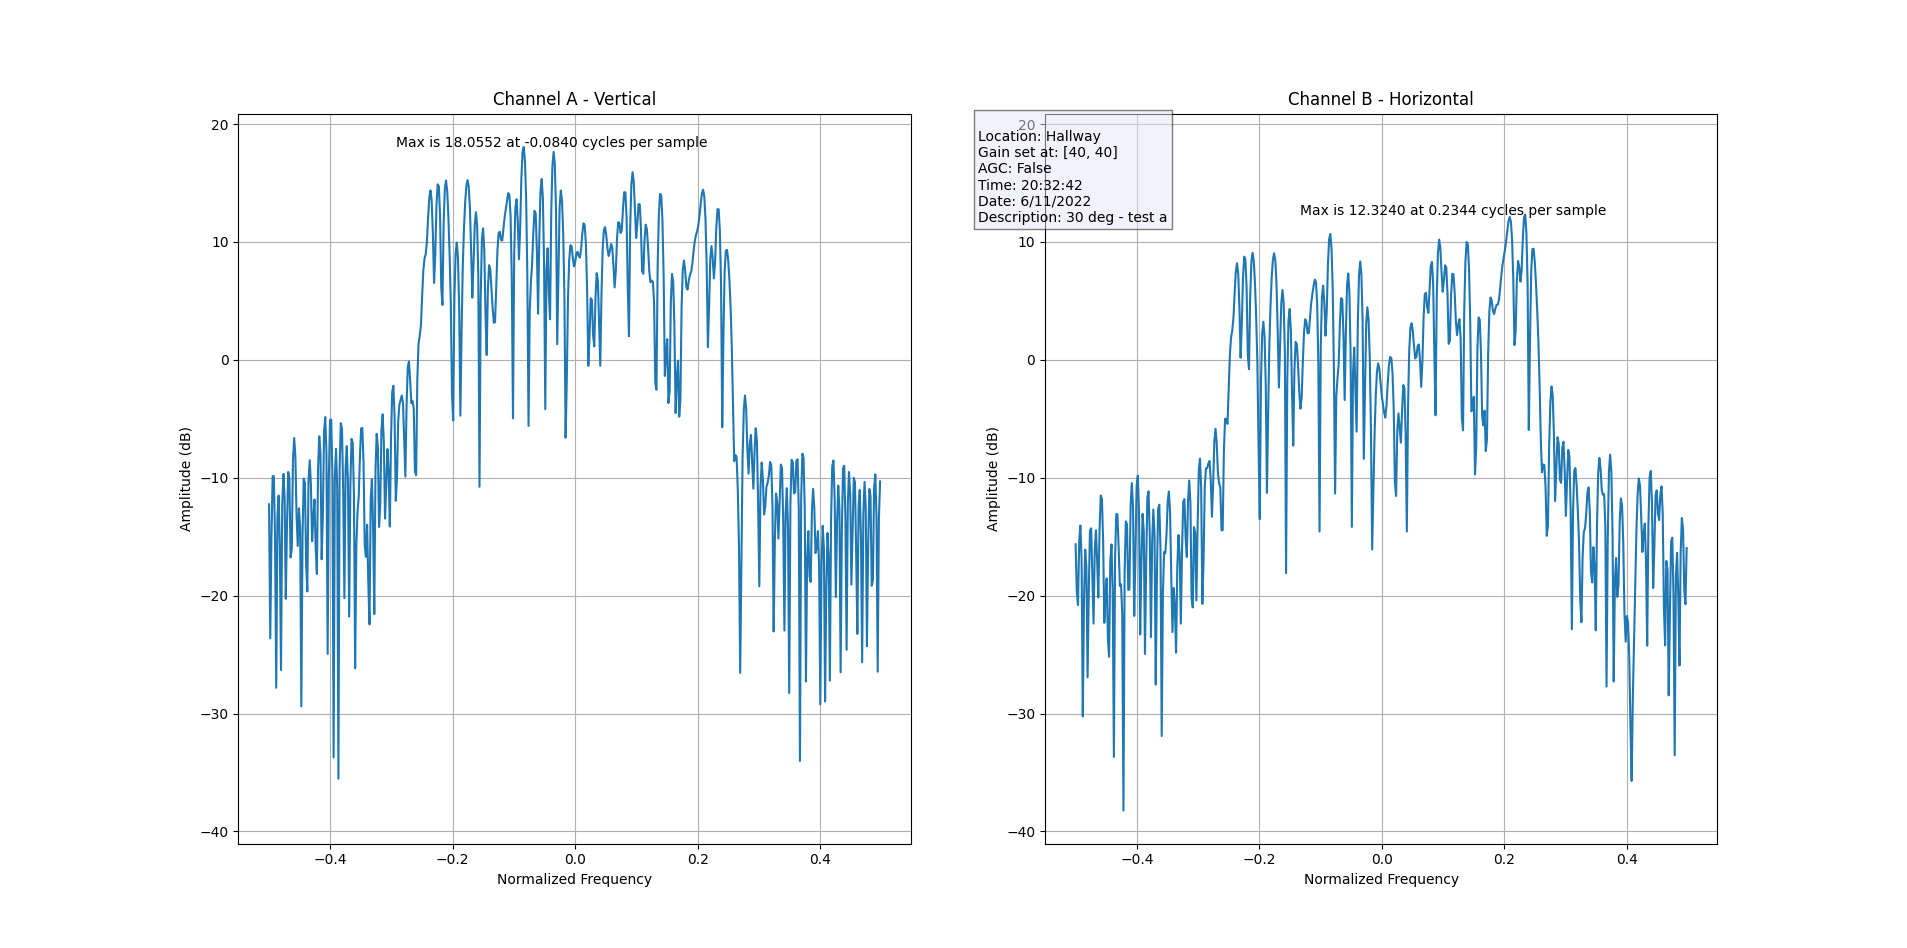 Channel A - Vertical
Max is 18.0552 at -0.0840 cycles per sample
20
10
0
−10
−20
−30
−40
Amplitude (dB)
−0.4 −0.2 0.0 0.2 0.4
Normalized Frequency
Location: Hallway
Gain set at: [40, 40]
AGC: False
Time: 20:32:42
Date: 6/11/2022
Description: 30 deg - test a
Channel B - Horizontal
Max is 12.3240 at 0.2344 cycles per sample
20
10
0
−10
−20
−30
−40
Amplitude (dB)
−0.4 −0.2 0.0 0.2 0.4
Normalized Frequency